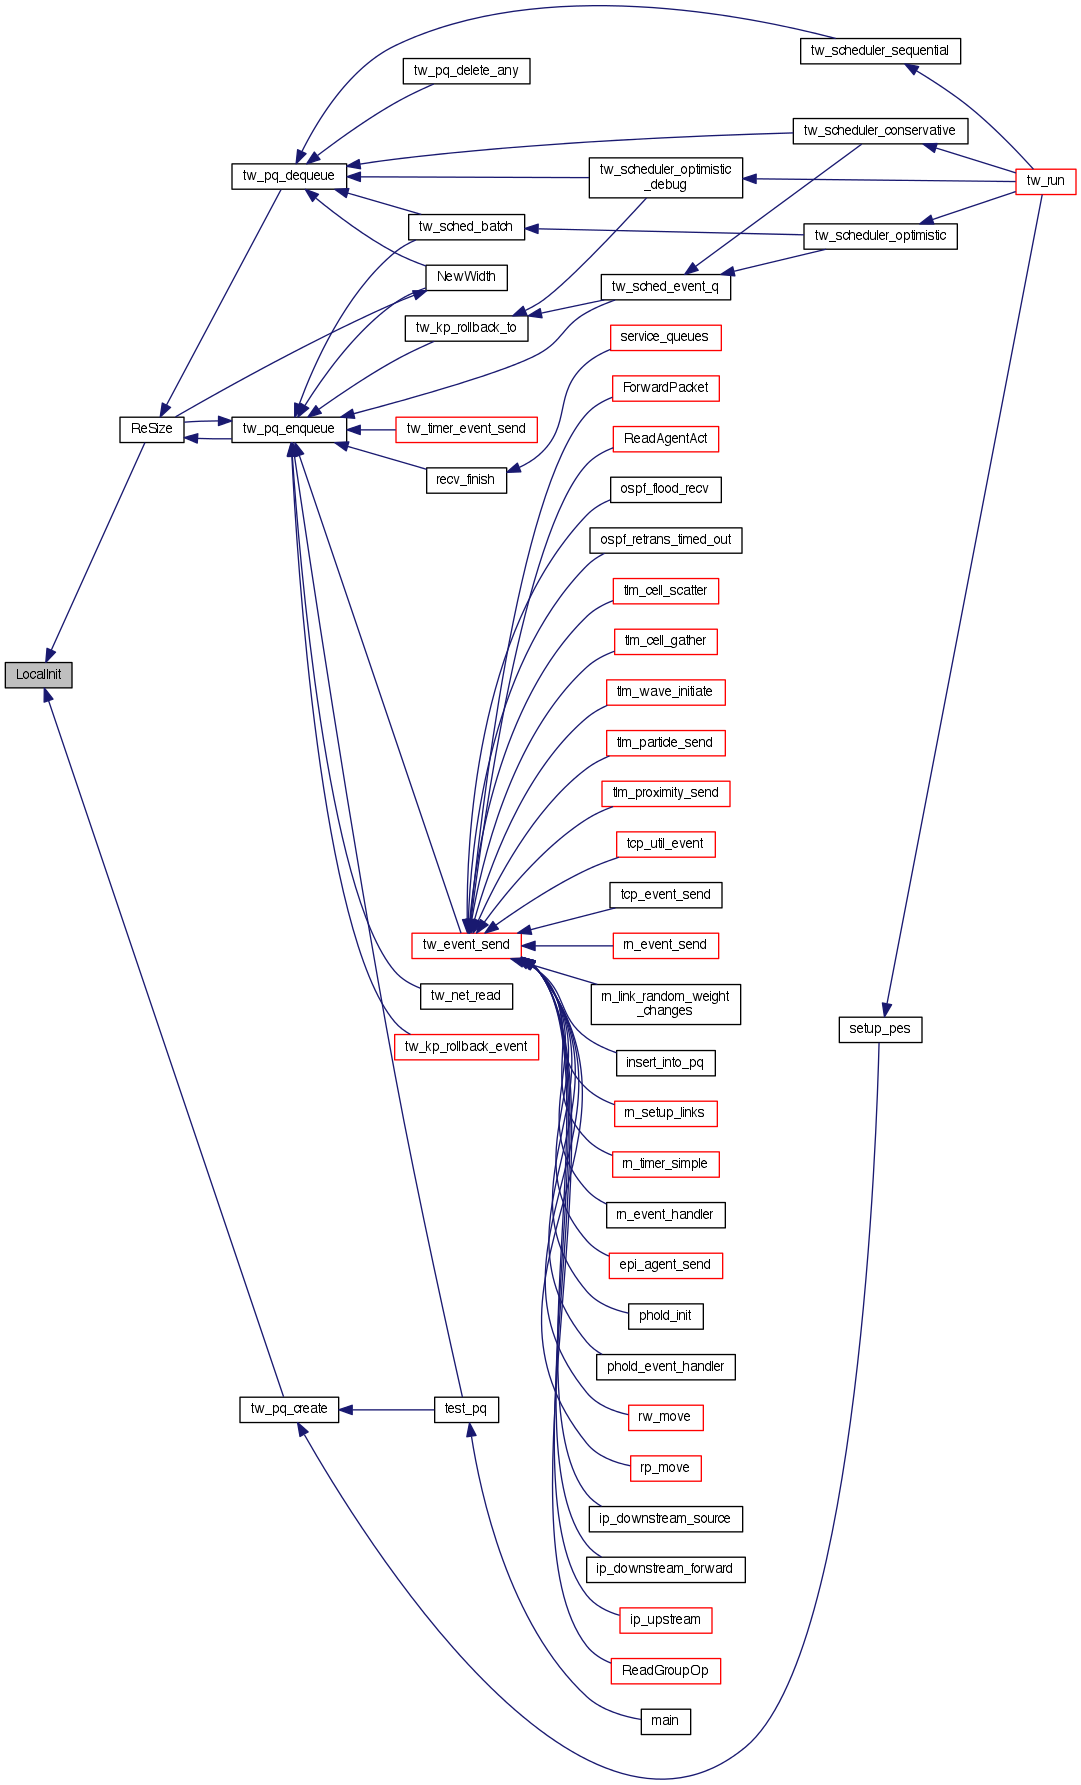 tw_scheduler_sequential
tw_pq_delete_any
tw_scheduler_conservative
tw_pq_dequeue
tw_scheduler_optimistic
_debug
tw_run
tw_sched_batch
tw_scheduler_optimistic
NewWidth
tw_sched_event_q
tw_kp_rollback_to
service_queues
ForwardPacket
ReSize
tw_pq_enqueue
tw_timer_event_send
ReadAgentAct
recv_finish
ospf_flood_recv
ospf_retrans_timed_out
tlm_cell_scatter
tlm_cell_gather
LocalInit
tlm_wave_initiate
tlm_particle_send
tlm_proximity_send
tcp_util_event
tcp_event_send
tw_event_send
rn_event_send
tw_net_read
rn_link_random_weight
_changes
setup_pes
tw_kp_rollback_event
insert_into_pq
rn_setup_links
rn_timer_simple
rn_event_handler
epi_agent_send
phold_init
phold_event_handler
tw_pq_create
test_pq
rw_move
rp_move
ip_downstream_source
ip_downstream_forward
ip_upstream
ReadGroupOp
main